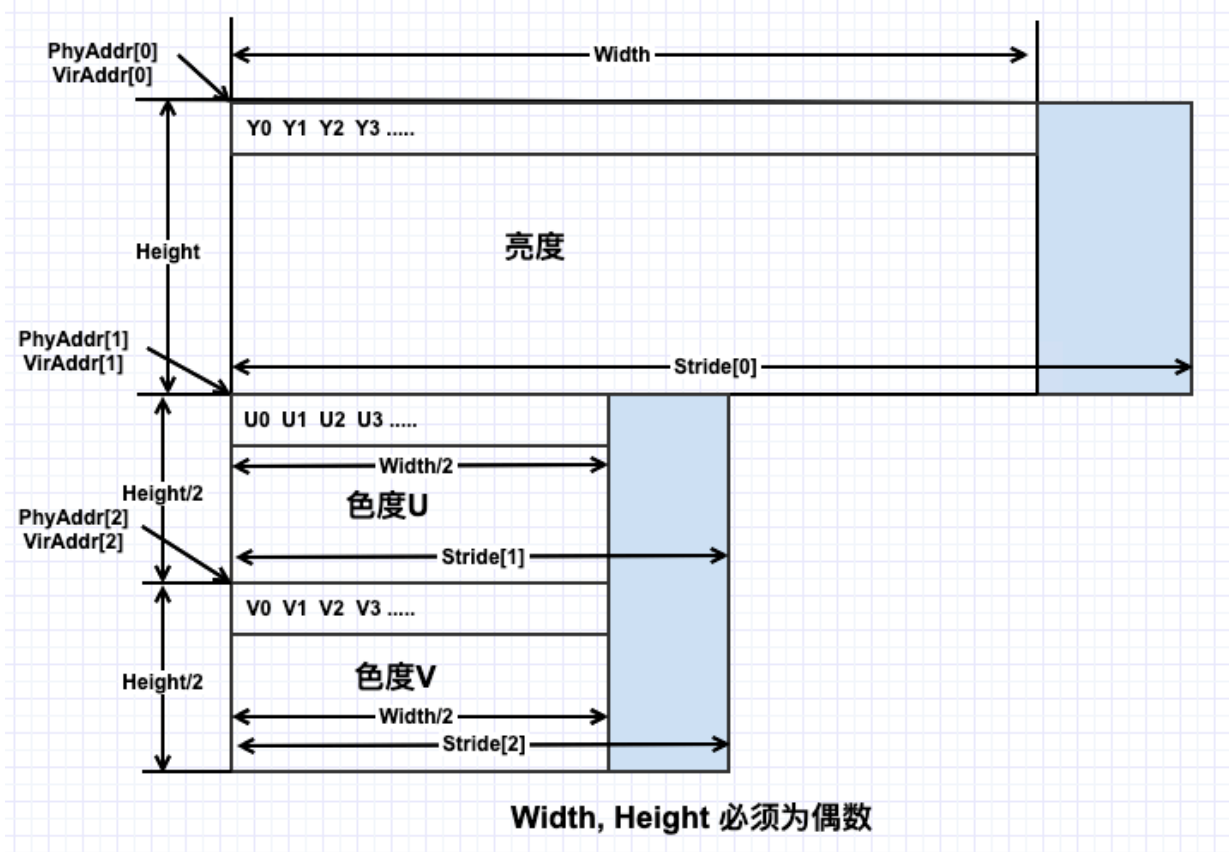 PhyAddr[0]
VirAddr[0]
Width
Y0 Y1 Y2 Y3 .....
Height
亮度
PhyAddr[1]
VirAddr[1]
Stride[0]
U0 U1 U2 U3 .....
Width/2
Height/2
色度U
PhyAddr[2]
VirAddr[2]
Stride[1]
V0 V1 V2 V3 .....
Height/2
色度V
Width/2
Stride[2]
Width, Height 必须为偶数